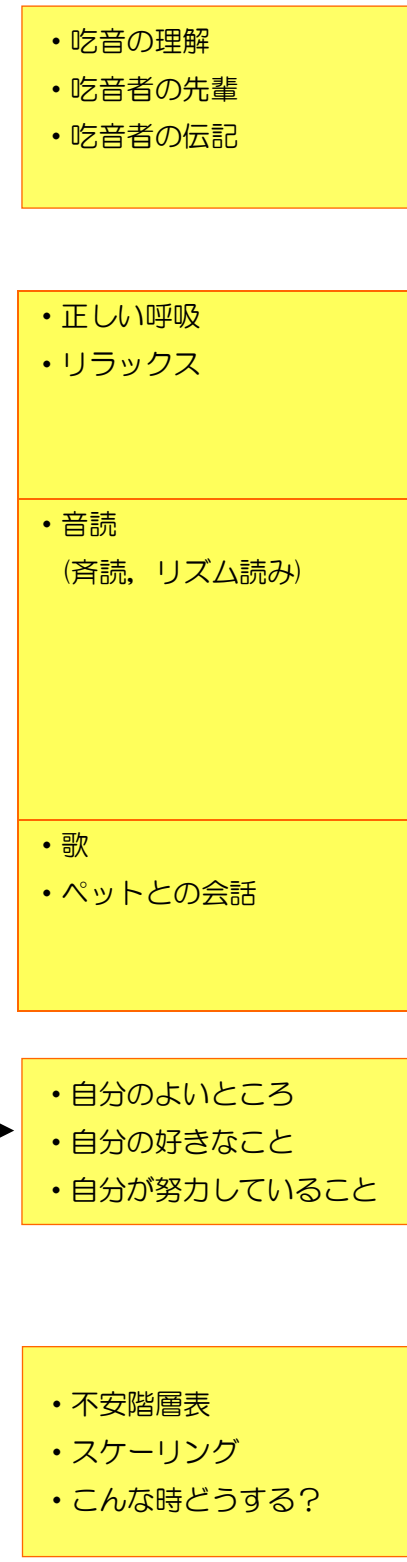 ・吃音の理解
・吃音者の先輩
・吃音者の伝記
・正しい呼吸
・リラックス
・音読
(斉読，リズム読み)
・歌
・ペットとの会話
・自分のよいところ
・自分の好きなこと
・自分が努力していること
・不安階層表
・スケーリング
・こんな時どうする？